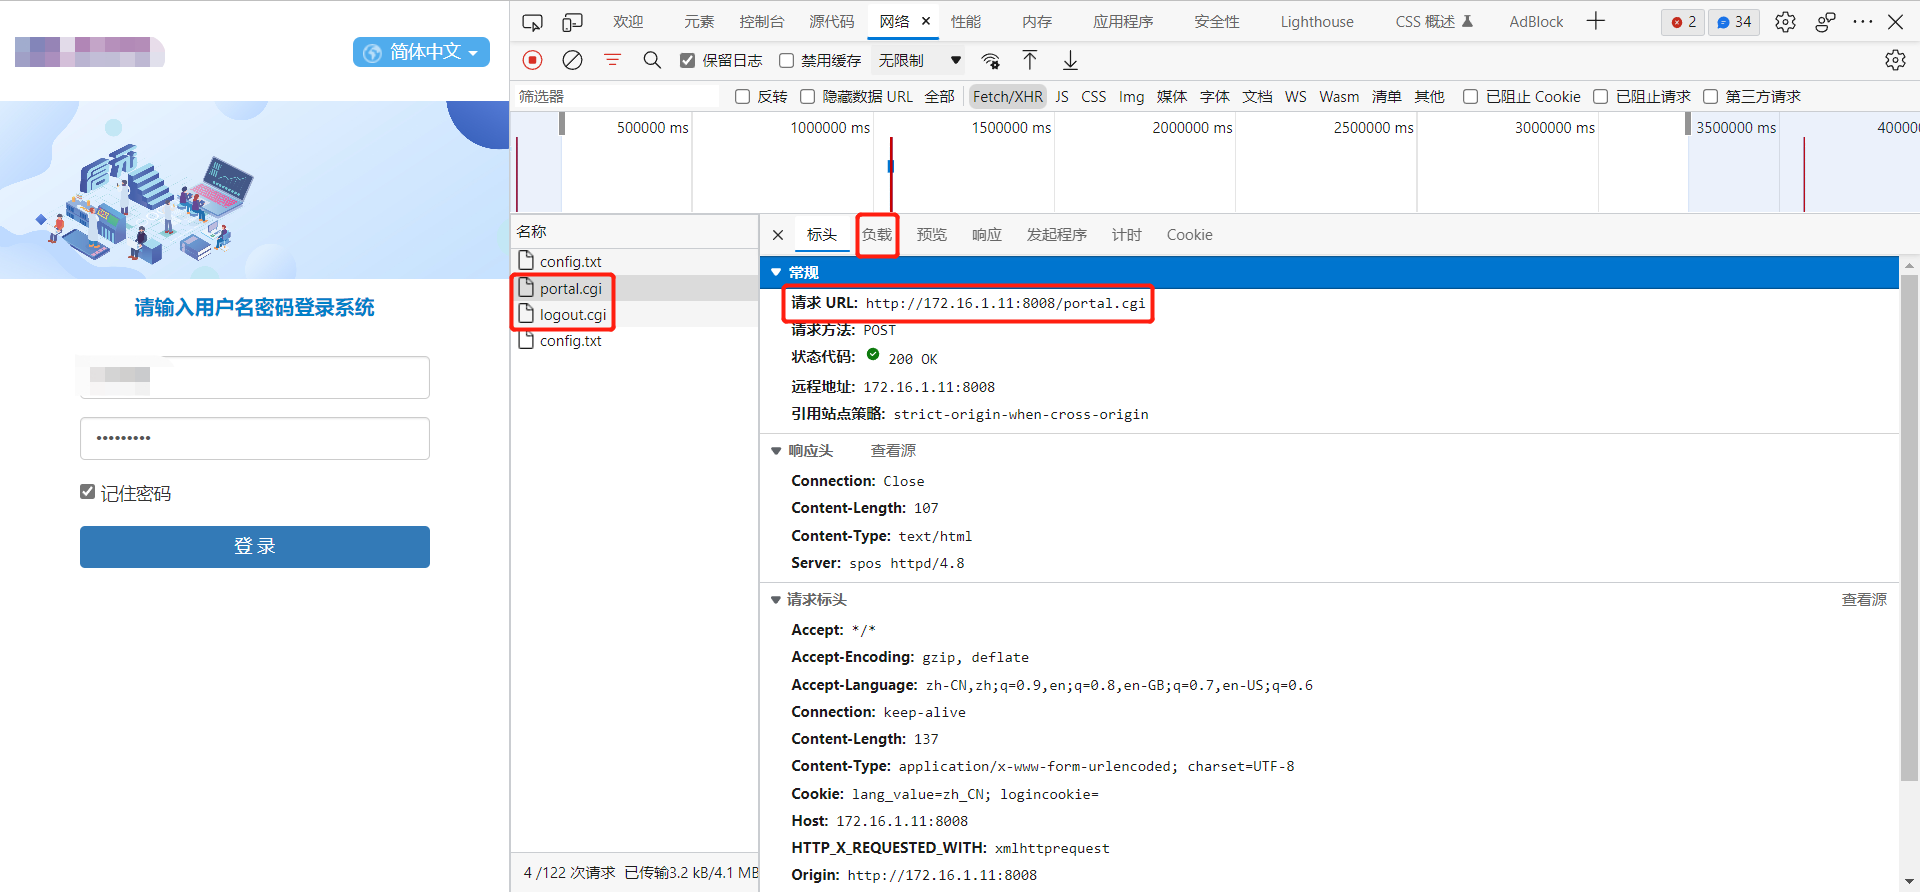 简体中文
请输入用户名密码登录系统
•••••••••
记住密码
登 录
欢迎 元素 控制台 源代码 网络 × 性能 内存 应用程序 安全性 Lighthouse CSS 概述 AdBlock + 2 34
保留日志 禁用缓存 无限制
筛选器 反转 隐藏数据 URL 全部 Fetch/XHR JS CSS Img 媒体 字体 文档 WS Wasm 清单 其他 已阻止 Cookie 已阻止请求 第三方请求
500000 ms 1000000 ms 1500000 ms 2000000 ms 2500000 ms 3000000 ms 3500000 ms 40000
名称
config.txt
portal.cgi
logout.cgi
config.txt
4 /122 次请求 已传输3.2 kB/4.1 MB
标头 负载 预览 响应 发起程序 计时 Cookie
常规
请求 URL: http://172.16.1.11:8008/portal.cgi
请求方法: POST
状态代码: 200 OK
远程地址: 172.16.1.11:8008
引用站点策略: strict-origin-when-cross-origin
响应头 查看源
Connection: Close
Content-Length: 107
Content-Type: text/html
Server: spos httpd/4.8
请求标头 查看源
Accept: */*
Accept-Encoding: gzip, deflate
Accept-Language: zh-CN,zh;q=0.9,en;q=0.8,en-GB;q=0.7,en-US;q=0.6
Connection: keep-alive
Content-Length: 137
Content-Type: application/x-www-form-urlencoded; charset=UTF-8
Cookie: lang_value=zh_CN; logincookie=
Host: 172.16.1.11:8008
HTTP_X_REQUESTED_WITH: xmlhttprequest
Origin: http://172.16.1.11:8008